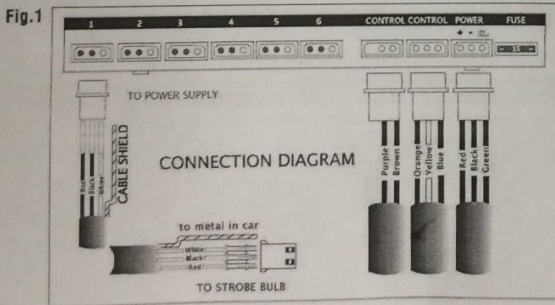 Fig.1
1 2 3 4 5 6 CONTROL CONTROL POWER FUSE
+ -
15
TO POWER SUPPLY
CABLE SHIELD
Red
Black
White
CONNECTION DIAGRAM
Purple
Brown
Orange
Yellow
Blue
Red
Black
Green
to metal in car
White
Black
Red
TO STROBE BULB